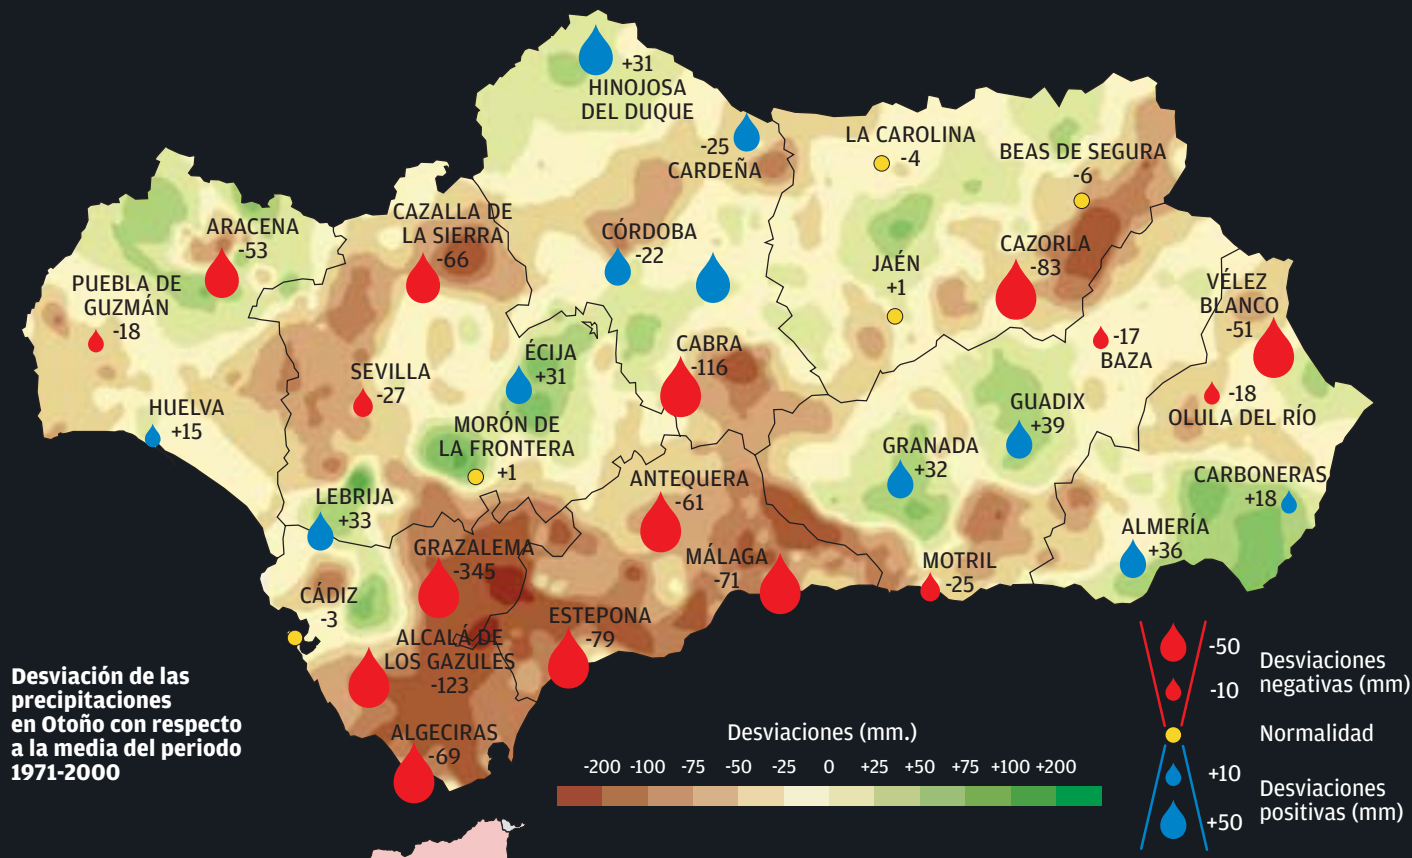 +31
HINOJOSA
DEL DUQUE
-25
CARDEÑA
LA CAROLINA
-4
BEAS DE SEGURA
-6
ARACENA
-53
CAZALLA DE
LA SIERRA
-66
CÓRDOBA
-22
CAZORLA
-83
JAÉN
+1
PUEBLA DE
GUZMÁN
-18
VÉLEZ
BLANCO
-51
-17
BAZA
CABRA
-116
ÉCIJA
+31
SEVILLA
-27
-18
OLULA DEL RÍO
HUELVA
+15
GUADIX
+39
MORÓN DE
LA FRONTERA
+1
GRANADA
+32
ANTEQUERA
-61
CARBONERAS
+18
LEBRIJA
+33
ALMERÍA
+36
GRAZALEMA
-345
MÁLAGA
-71
MOTRIL
-25
CÁDIZ
-3
ESTEPONA
-79
ALCALÁ DE
LOS GAZULES
-123
ALGECIRAS
-69
Desviación de las
precipitaciones
en Otoño con respecto
a la media del periodo
1971-2000
Desviaciones (mm.)
-200 -100 -75 -50 -25 0 +25 +50 +75 +100 +200
-50
-10
Desviaciones
negativas (mm)
Normalidad
+10
+50
Desviaciones
positivas (mm)